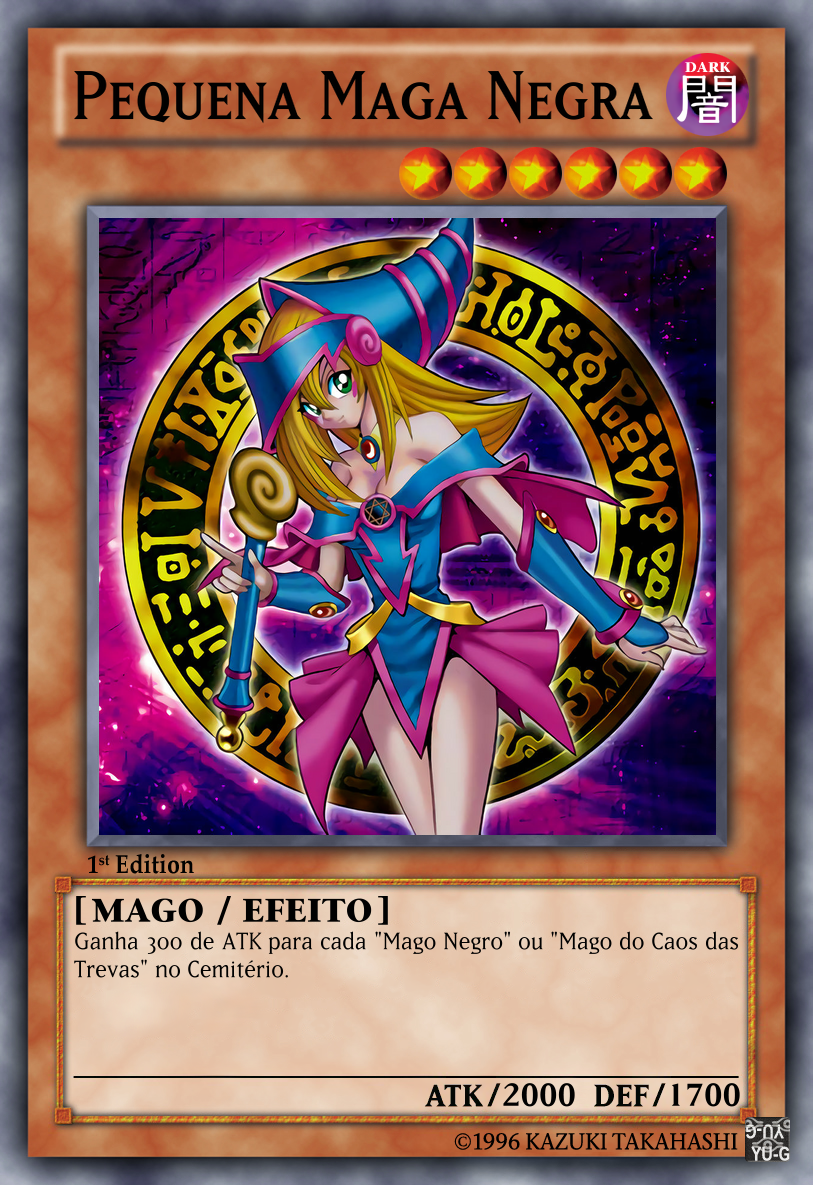 Pequena Maga Negra
DARK
闇
1st Edition
[ MAGO / EFEITO ]
Ganha 300 de ATK para cada "Mago Negro" ou "Mago do Caos das
Trevas" no Cemitério.
ATK/2000 DEF/1700
©1996 KAZUKI TAKAHASHI
YU-G
YU-G